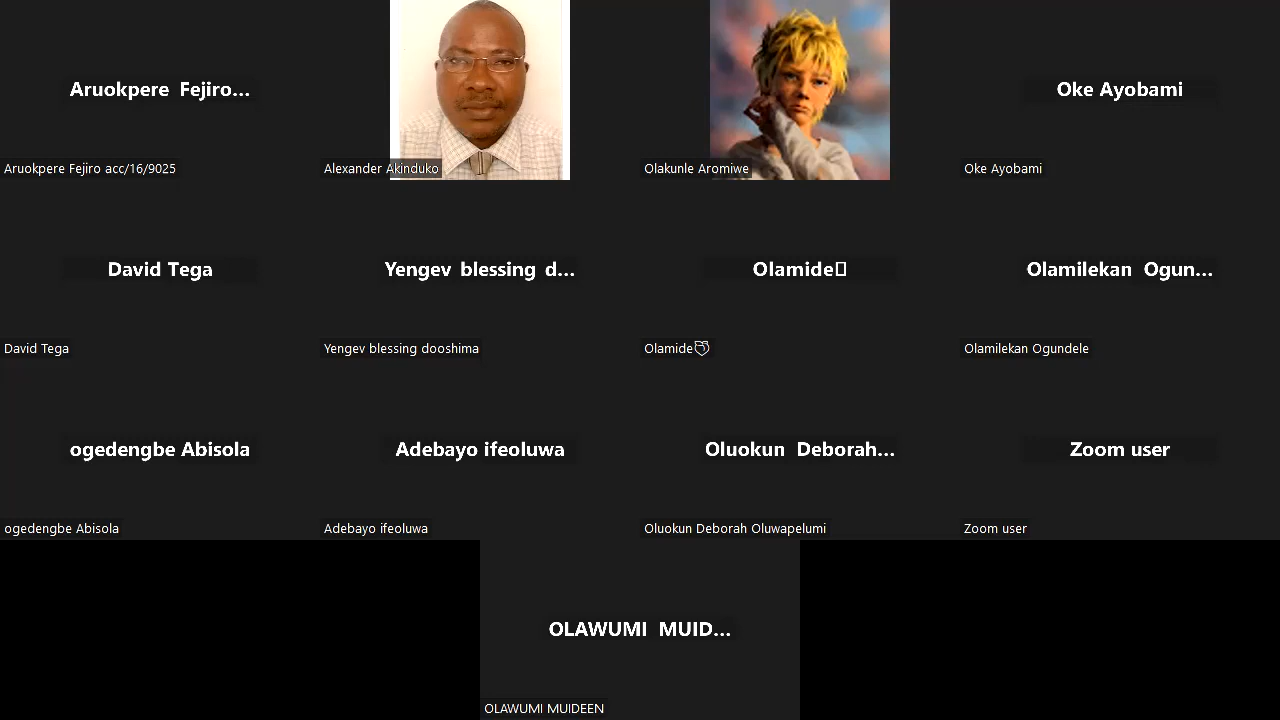 Aruokpere Fejiro...
Aruokpere Fejiro acc/16/9025
Alexander Akinduko
Olakunle Aromiwe
Oke Ayobami
Oke Ayobami
David Tega
David Tega
Yengev blessing d...
Yengev blessing dooshima
Olamide▯
Olamide🍑
Olamilekan Ogun...
Olamilekan Ogundele
ogedengbe Abisola
ogedengbe Abisola
Adebayo ifeoluwa
Adebayo ifeoluwa
Oluokun Deborah...
Oluokun Deborah Oluwapelumi
Zoom user
Zoom user
OLAWUMI MUID...
OLAWUMI MUIDEEN